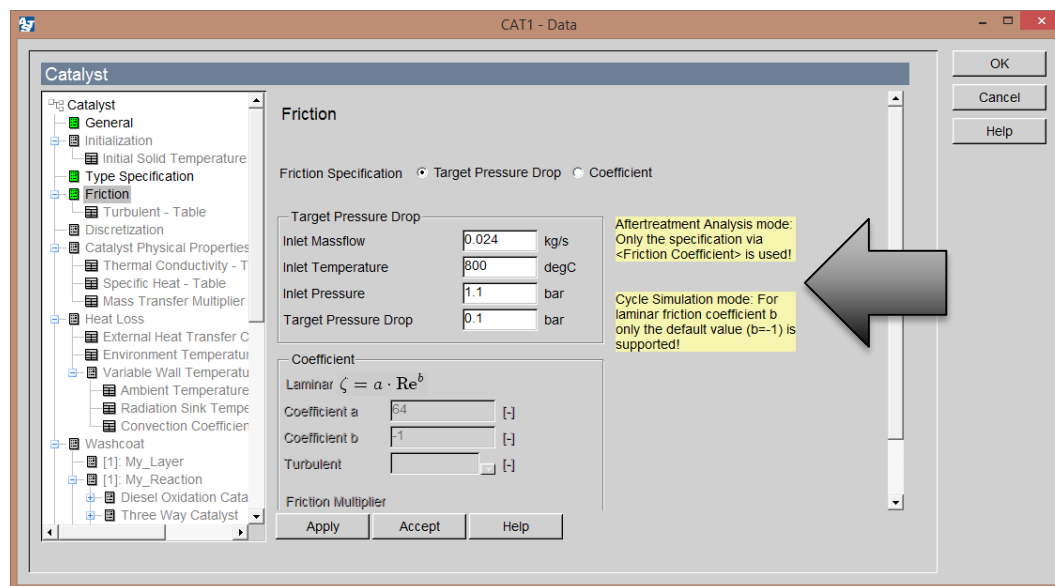 CAT1 - Data
OK
Cancel
Help
Catalyst
Catalyst
General
Initialization
Initial Solid Temperature
Type Specification
Friction
Turbulent - Table
Discretization
Catalyst Physical Properties
Thermal Conductivity - T
Specific Heat - Table
Mass Transfer Multiplier
Heat Loss
External Heat Transfer C
Environment Temperatur
Variable Wall Temperatu
Ambient Temperature
Radiation Sink Tempe
Convection Coefficien
Washcoat
[1]: My_Layer
[1]: My_Reaction
Diesel Oxidation Cata
Three Way Catalyst
Friction
Friction Specification Target Pressure Drop Coefficient
Target Pressure Drop
Inlet Massflow 0.024 kg/s
Inlet Temperature 800 degC
Inlet Pressure 1.1 bar
Target Pressure Drop 0.1 bar
Aftertreatment Analysis mode:
Only the specification via
<Friction Coefficient> is used!
Cycle Simulation mode: For
laminar friction coefficient b
only the default value (b=-1) is
supported!
Coefficient
Laminar ζ = a · Re^b
Coefficient a 64 [-]
Coefficient b -1 [-]
Turbulent [-]
Friction Multiplier
Apply Accept Help